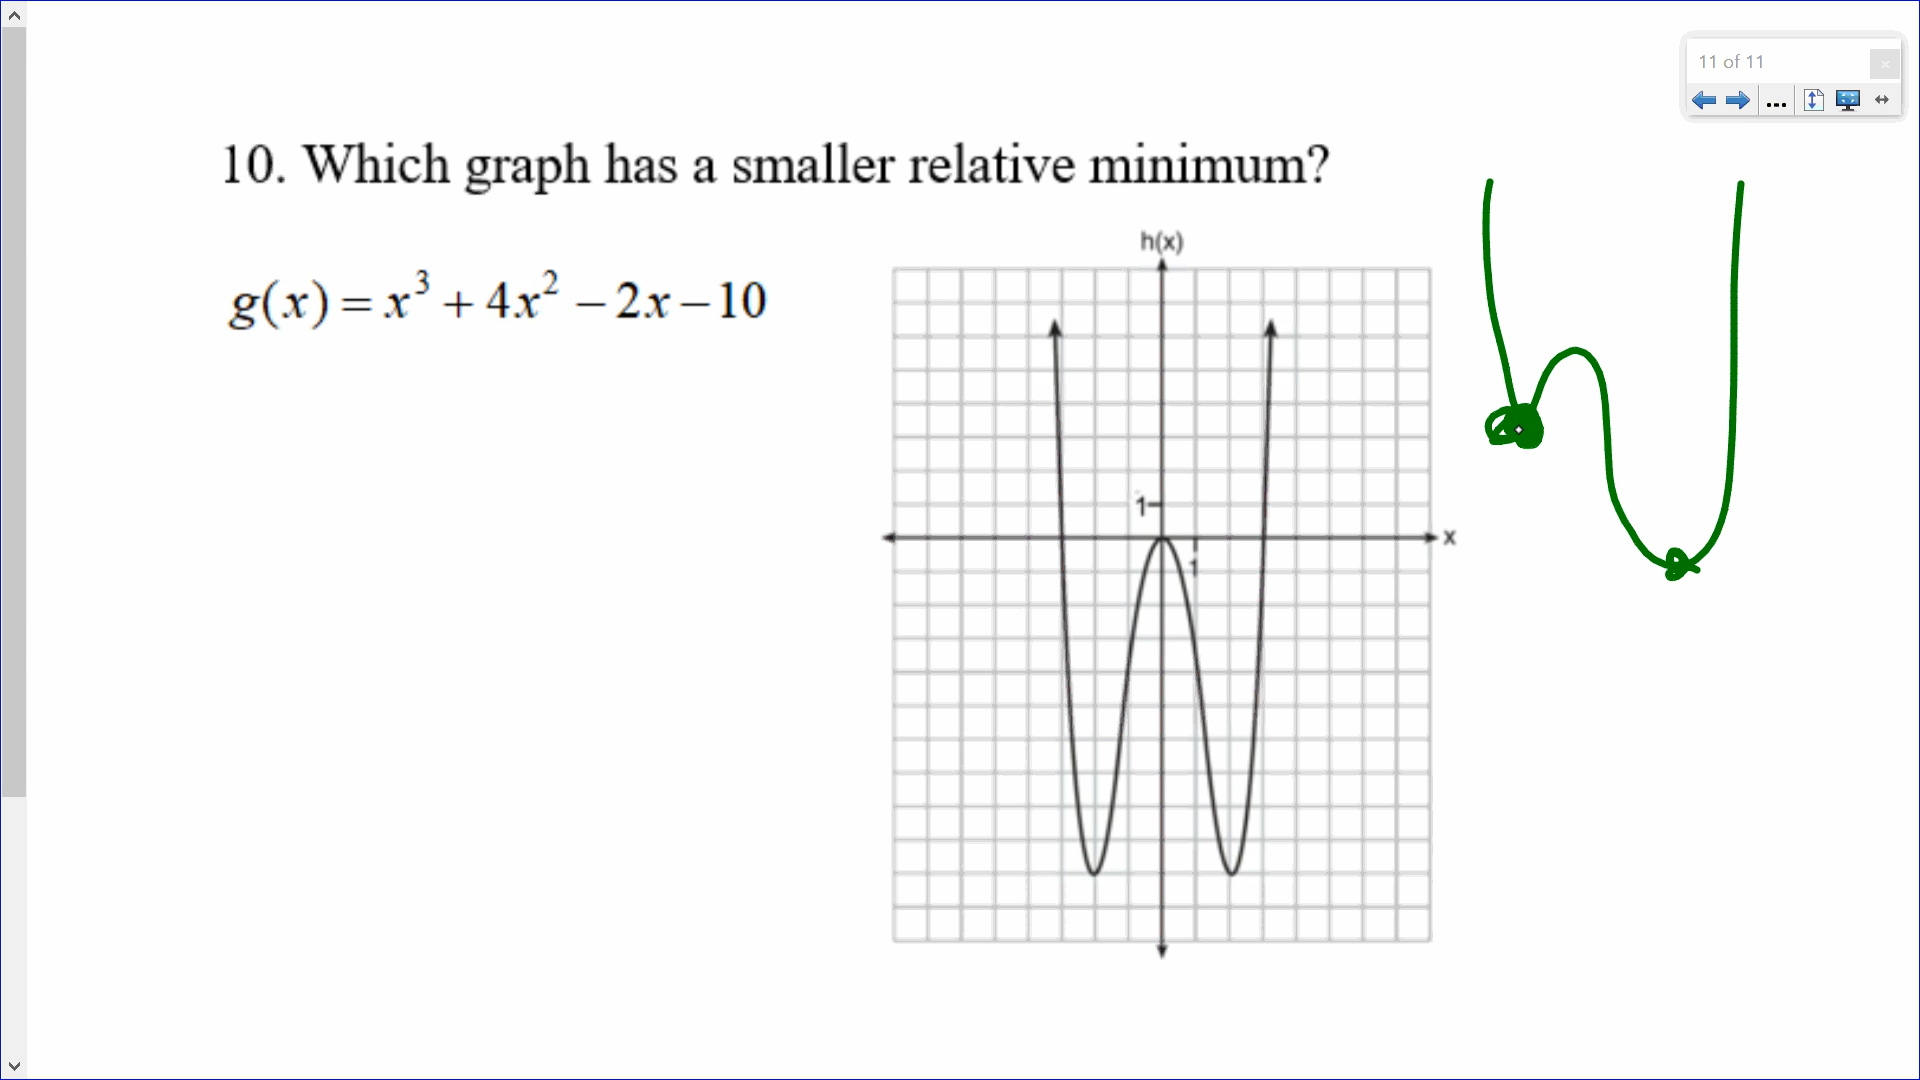 11 of 11
10. Which graph has a smaller relative minimum?
g(x) = x³ + 4x² − 2x − 10
h(x)
1
x
1